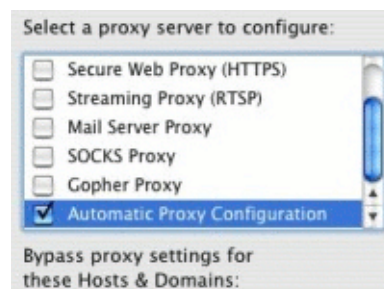 Select a proxy server to configure:
Secure Web Proxy (HTTPS)
Streaming Proxy (RTSP)
Mail Server Proxy
SOCKS Proxy
Gopher Proxy
Automatic Proxy Configuration
Bypass proxy settings for
these Hosts & Domains: